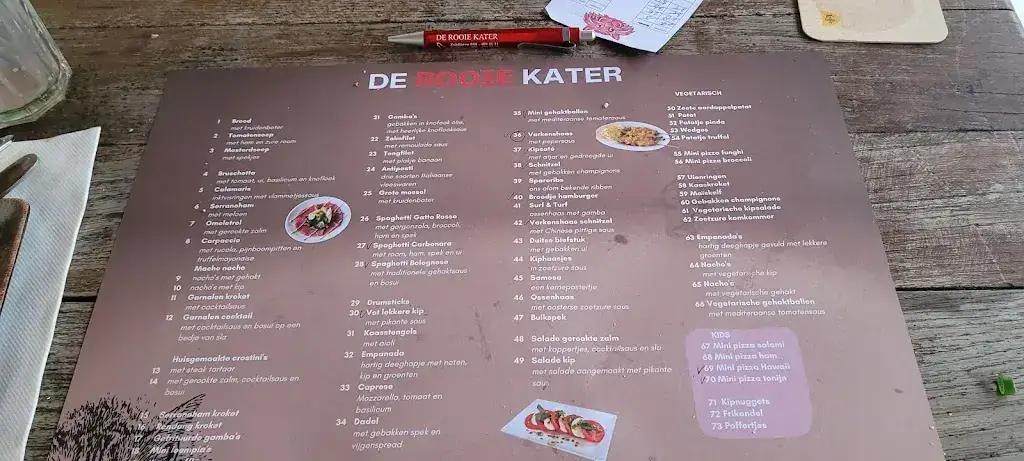 DE ROOIE KATER
DE ROOIE KATER
1 Brood
met kruidenboter
2 Tomatensoep
met ham en zure room
3 Mosterdsoep
met spekjes
4 Bruschetta
met tomaat, ui, basilicum en knoflook
5 Calamaris
inktvisringen met vlammetjessaus
6 Serranoham
met meloen
7 Omeletrol
met gerookte zalm
8 Carpaccio
met rucola, pijnboompitten en
truffelmayonaise
Macho nacho
9 nacho's met gehakt
10 nacho's met kip
11 Garnalen kroket
met cocktailsaus
12 Garnalen cocktail
met cocktailsaus en bosui op een
bedje van sla
Huisgemaakte crostini's
13 met steak tartaar
14 met gerookte zalm, cocktailsaus en
bosui
15 Serranoham kroket
16 Rendang kroket
17 Gefrituurde gamba's
18 Mini loempia's
21 Gamba's
gebakken in knoflook olie,
met heerlijke knoflooksaus
22 Zalmfilet
met remoulade saus
23 Tongfilet
met plakje banaan
24 Antipasti
drie soorten Italiaanse
vleeswaren
25 Grote mossel
met kruidenboter
26 Spaghetti Gatto Rosso
met gorgonzola, broccoli,
ham en spek
27 Spaghetti Carbonara
met room, ham, spek en ui
28 Spaghetti Bolognese
met traditionele gehaktsaus
en bosui
29 Drumsticks
30 Vet lekkere kip
met pikante saus
31 Kaasstengels
met aioli
32 Empanada
hartig deeghapje met noten,
kip en groenten
33 Caprese
Mozzarella, tomaat en
basilicum
34 Dadel
met gebakken spek en
vijgenspread
35 Mini gehaktballen
met mediteraanse tomatensaus
36 Varkenshaas
met pepersaus
37 Kipsaté
met atjar en gedroogde ui
38 Schnitzel
met gebakken champignons
39 Spareribs
ons alom bekende ribben
40 Broodje hamburger
41 Surf & Turf
ossenhaas met gamba
42 Varkenshaas schnitzel
met Chinese pittige saus
43 Duitse biefstuk
met gebakken ui
44 Kiphaasjes
in zoetzure saus
45 Samosa
een kerriepasteitje
46 Ossenhaas
met oosterse zoetzure saus
47 Buikspek
48 Salade gerookte zalm
met kappertjes, cocktailsaus en sla
49 Salade kip
met salade aangemaakt met pikante
saus
VEGETARISCH
50 Zoete aardappelpatat
51 Patat
52 Patatje pinda
53 Wedges
54 Patatje truffel
55 Mini pizza funghi
56 Mini pizza broccoli
57 Uienringen
58 Kaaskroket
59 Maiskolf
60 Gebakken champignons
61 Vegetarische kipsalade
62 Zoetzure komkommer
63 Empanada's
hartig deeghapje gevuld met lekkere
groenten
64 Nacho's
met vegetarische kip
65 Nacho's
met vegetarische gehakt
66 Vegetarische gehaktballen
met mediteraanse tomatensaus
KIDS
67 Mini pizza salami
68 Mini pizza ham
69 Mini pizza Hawaii
70 Mini pizza tonijn
71 Kipnuggets
72 Frikandel
73 Poffertjes